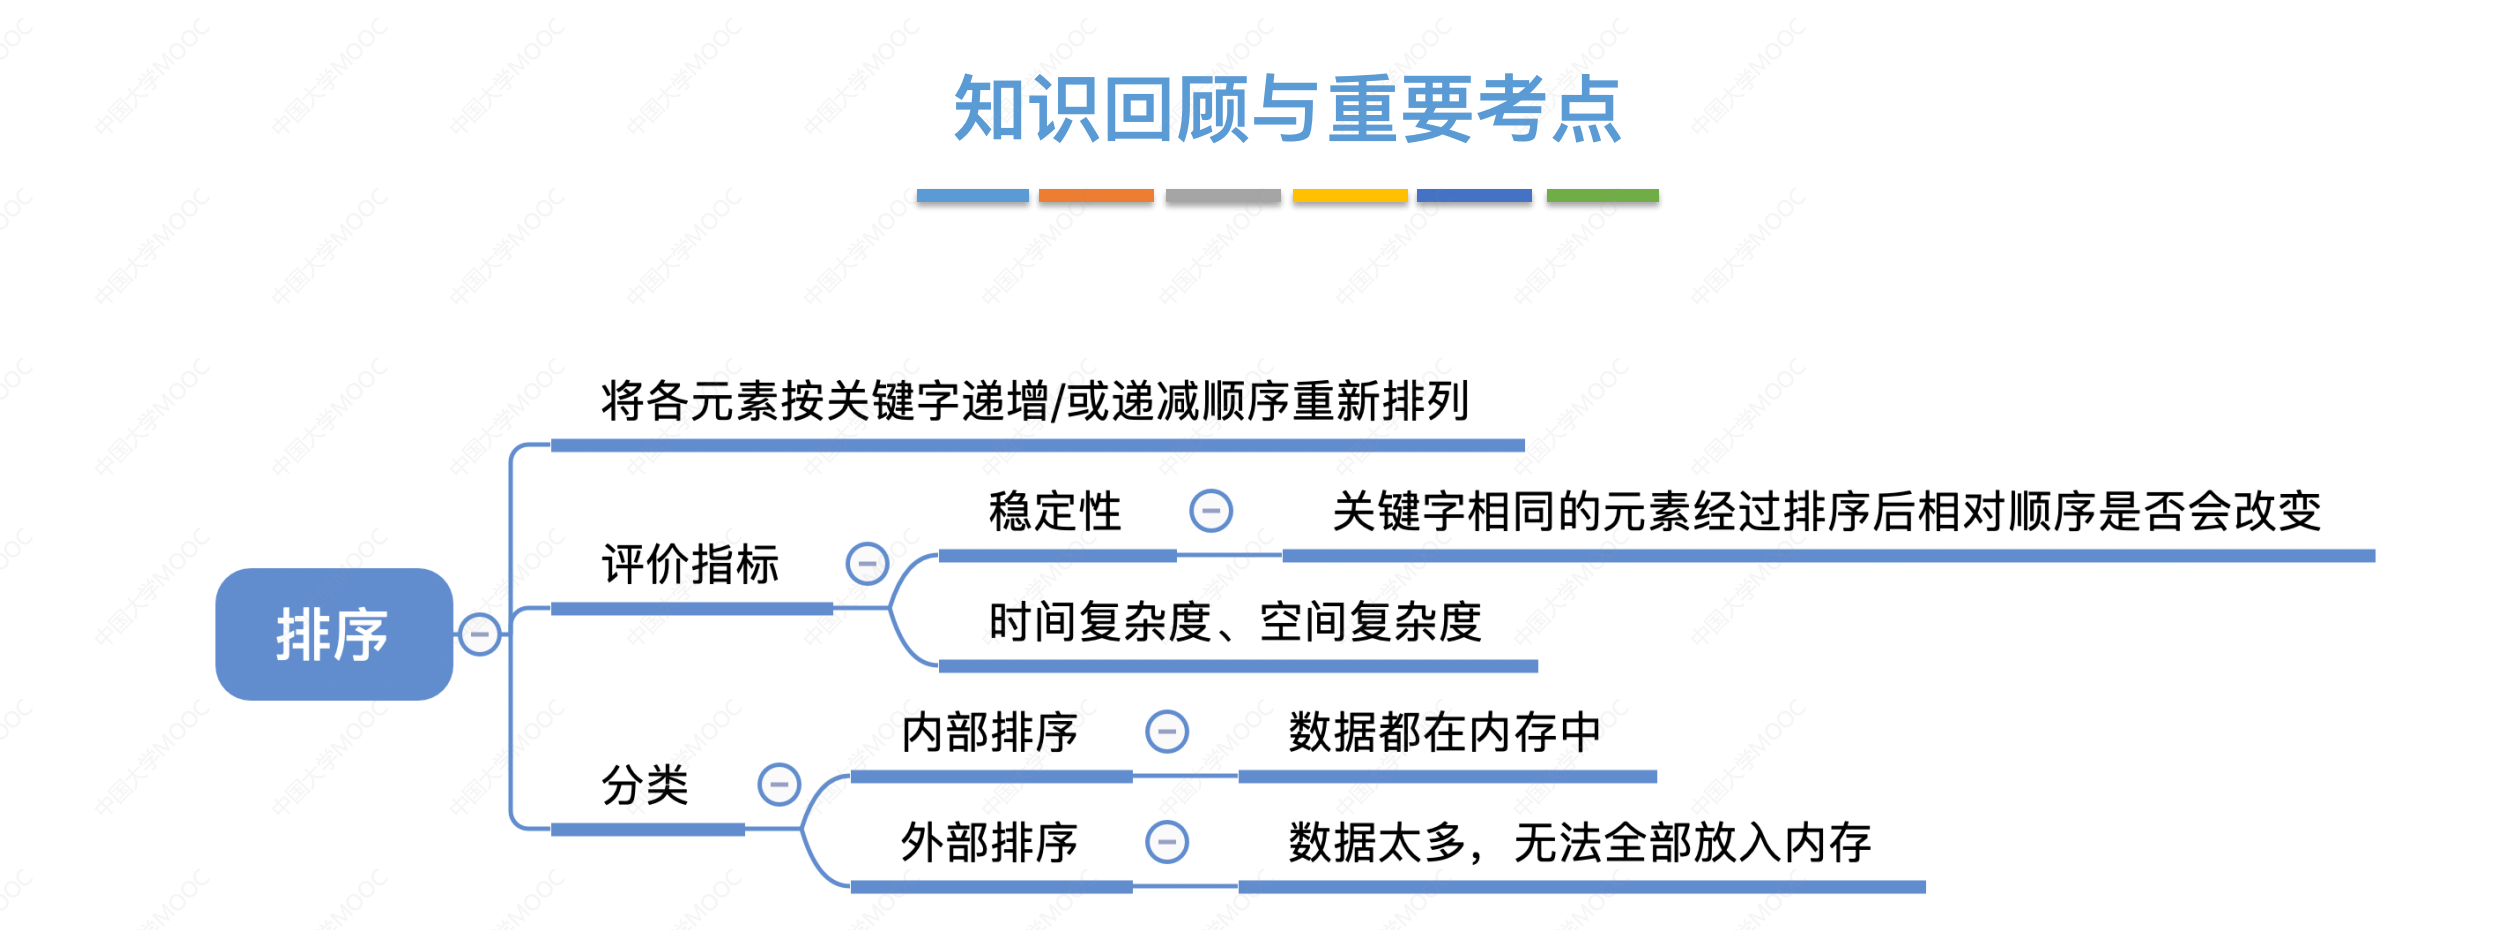 知识回顾与重要考点
将各元素按关键字递增/或递减顺序重新排列
稳定性
关键字相同的元素经过排序后相对顺序是否会改变
评价指标
时间复杂度、空间复杂度
排序
内部排序
数据都在内存中
分类
外部排序
数据太多，无法全部放入内存
中国大学MOOC